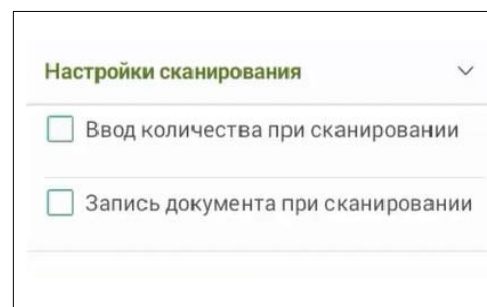 Настройки сканирования
Ввод количества при сканировании
Запись документа при сканировании